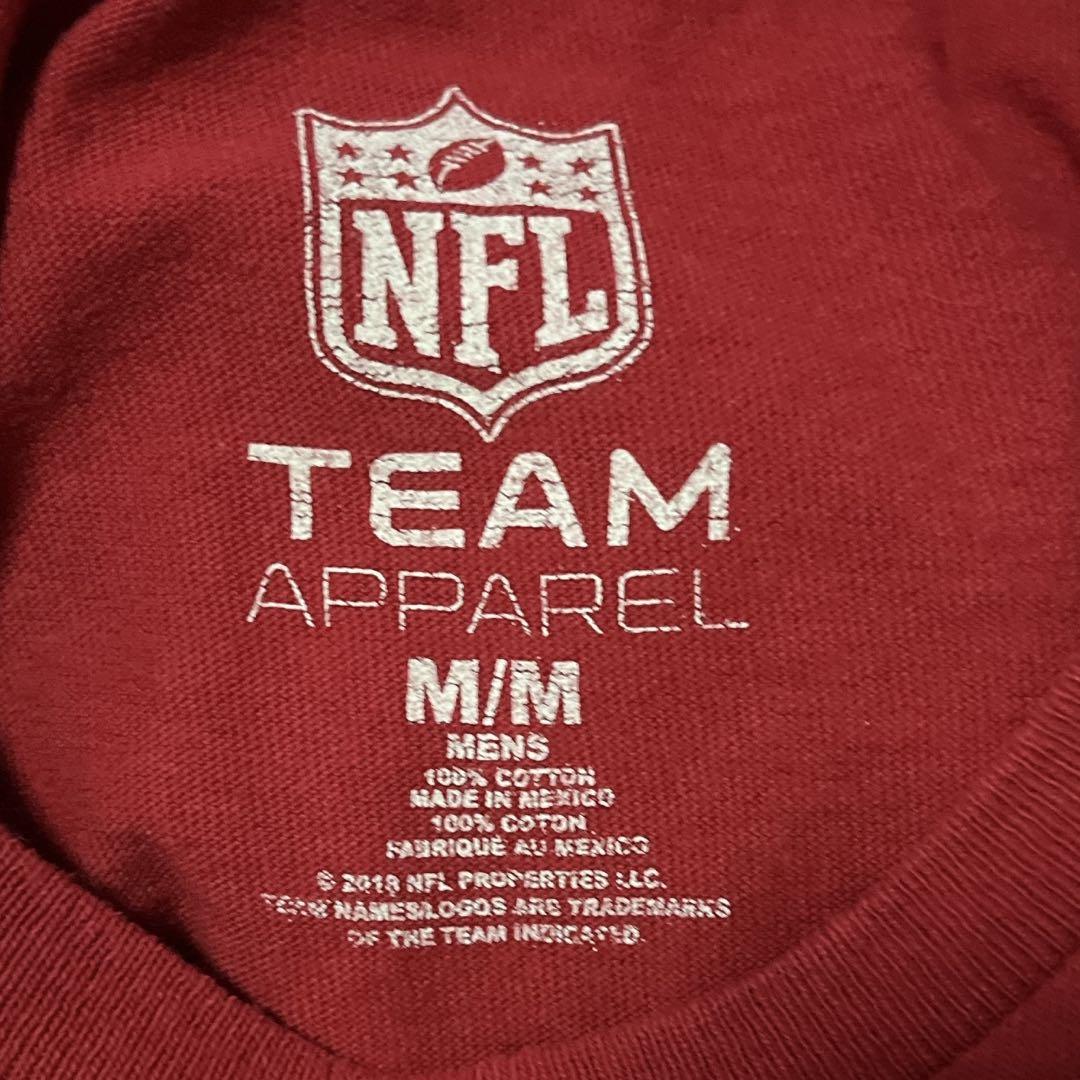 NFL
TEAM
APPAREL
M/M
MENS
100% COTTON
MADE IN MEXICO
100% COTON
FABRIQUE AU MEXICO
© 2018 NFL PROPERTIES LLC.
TEAM NAMES/LOGOS ARE TRADEMARKS
OF THE TEAM INDICATED.